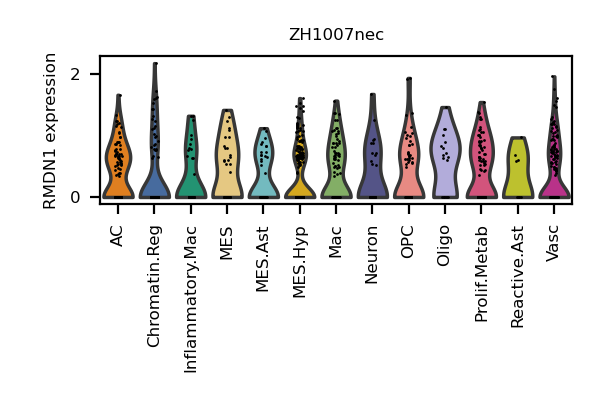 ZH1007nec
RMDN1 expression
2
0
AC
Chromatin.Reg
Inflammatory.Mac
MES
MES.Ast
MES.Hyp
Mac
Neuron
OPC
Oligo
Prolif.Metab
Reactive.Ast
Vasc